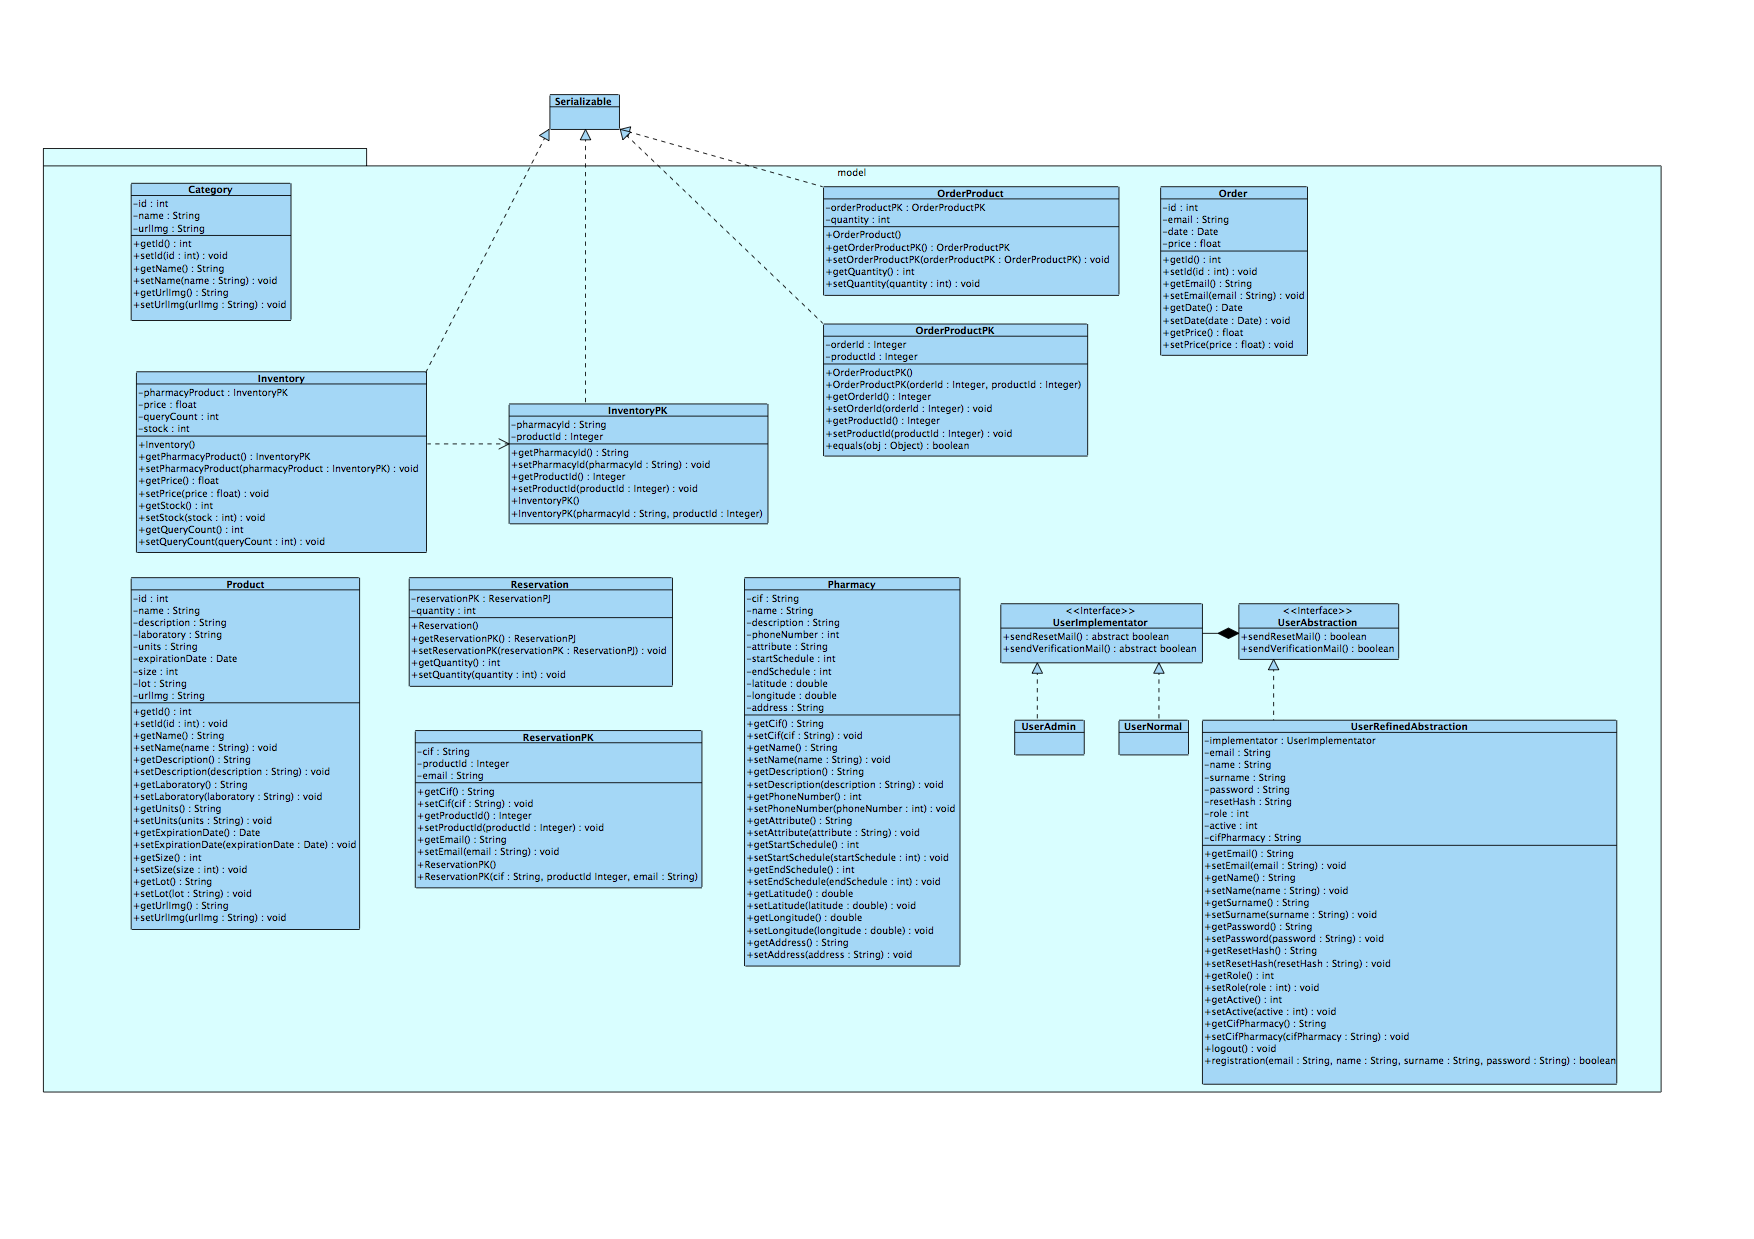 Serializable
model
Category
-id : int
-name : String
-urlImg : String
+getId() : int
+setId(id : int) : void
+getName() : String
+setName(name : String) : void
+getUrlImg() : String
+setUrlImg(urlImg : String) : void
OrderProduct
-orderProductPK : OrderProductPK
-quantity : int
+OrderProduct()
+getOrderProductPK() : OrderProductPK
+setOrderProductPK(orderProductPK : OrderProductPK) : void
+getQuantity() : int
+setQuantity(quantity : int) : void
Order
-id : int
-email : String
-date : Date
-price : float
+getId() : int
+setId(id : int) : void
+getEmail() : String
+setEmail(email : String) : void
+getDate() : Date
+setDate(date : Date) : void
+getPrice() : float
+setPrice(price : float) : void
OrderProductPK
-orderId : Integer
-productId : Integer
+OrderProductPK()
+OrderProductPK(orderId : Integer, productId : Integer)
+getOrderId() : Integer
+setOrderId(orderId : Integer) : void
+getProductId() : Integer
+setProductId(productId : Integer) : void
+equals(obj : Object) : boolean
Inventory
-pharmacyProduct : InventoryPK
-price : float
-queryCount : int
-stock : int
+Inventory()
+getPharmacyProduct() : InventoryPK
+setPharmacyProduct(pharmacyProduct : InventoryPK) : void
+getPrice() : float
+setPrice(price : float) : void
+getStock() : int
+setStock(stock : int) : void
+getQueryCount() : int
+setQueryCount(queryCount : int) : void
InventoryPK
-pharmacyId : String
-productId : Integer
+getPharmacyId() : String
+setPharmacyId(pharmacyId : String) : void
+getProductId() : Integer
+setProductId(productId : Integer) : void
+InventoryPK()
+InventoryPK(pharmacyId : String, productId : Integer)
Product
-id : int
-name : String
-description : String
-laboratory : String
-units : String
-expirationDate : Date
-size : int
-lot : String
-urlImg : String
+getId() : int
+setId(id : int) : void
+getName() : String
+setName(name : String) : void
+getDescription() : String
+setDescription(description : String) : void
+getLaboratory() : String
+setLaboratory(laboratory : String) : void
+getUnits() : String
+setUnits(units : String) : void
+getExpirationDate() : Date
+setExpirationDate(expirationDate : Date) : void
+getSize() : int
+setSize(size : int) : void
+getLot() : String
+setLot(lot : String) : void
+getUrlImg() : String
+setUrlImg(urlImg : String) : void
Reservation
-reservationPK : ReservationPJ
-quantity : int
+Reservation()
+getReservationPK() : ReservationPJ
+setReservationPK(reservationPK : ReservationPJ) : void
+getQuantity() : int
+setQuantity(quantity : int) : void
ReservationPK
-cif : String
-productId : Integer
-email : String
+getCif() : String
+setCif(cif : String) : void
+getProductId() : Integer
+setProductId(productId : Integer) : void
+getEmail() : String
+setEmail(email : String) : void
+ReservationPK()
+ReservationPK(cif : String, productId Integer, email : String)
Pharmacy
-cif : String
-name : String
-description : String
-phoneNumber : int
-attribute : String
-startSchedule : int
-endSchedule : int
-latitude : double
-longitude : double
-address : String
+getCif() : String
+setCif(cif : String) : void
+getName() : String
+setName(name : String) : void
+getDescription() : String
+setDescription(description : String) : void
+getPhoneNumber() : int
+setPhoneNumber(phoneNumber : int) : void
+getAttribute() : String
+setAttribute(attribute : String) : void
+getStartSchedule() : int
+setStartSchedule(startSchedule : int) : void
+getEndSchedule() : int
+setEndSchedule(endSchedule : int) : void
+getLatitude() : double
+setLatitude(latitude : double) : void
+getLongitude() : double
+setLongitude(longitude : double) : void
+getAddress() : String
+setAddress(address : String) : void
<<Interface>>
UserImplementator
+sendResetMail() : abstract boolean
+sendVerificationMail() : abstract boolean
<<Interface>>
UserAbstraction
+sendResetMail() : boolean
+sendVerificationMail() : boolean
UserAdmin
UserNormal
UserRefinedAbstraction
-implementator : UserImplementator
-email : String
-name : String
-surname : String
-password : String
-resetHash : String
-role : int
-active : int
-cifPharmacy : String
+getEmail() : String
+setEmail(email : String) : void
+getName() : String
+setName(name : String) : void
+getSurname() : String
+setSurname(surname : String) : void
+getPassword() : String
+setPassword(password : String) : void
+getResetHash() : String
+setResetHash(resetHash : String) : void
+getRole() : int
+setRole(role : int) : void
+getActive() : int
+setActive(active : int) : void
+getCifPharmacy() : String
+setCifPharmacy(cifPharmacy : String) : void
+logout() : void
+registration(email : String, name : String, surname : String, password : String) : boolean